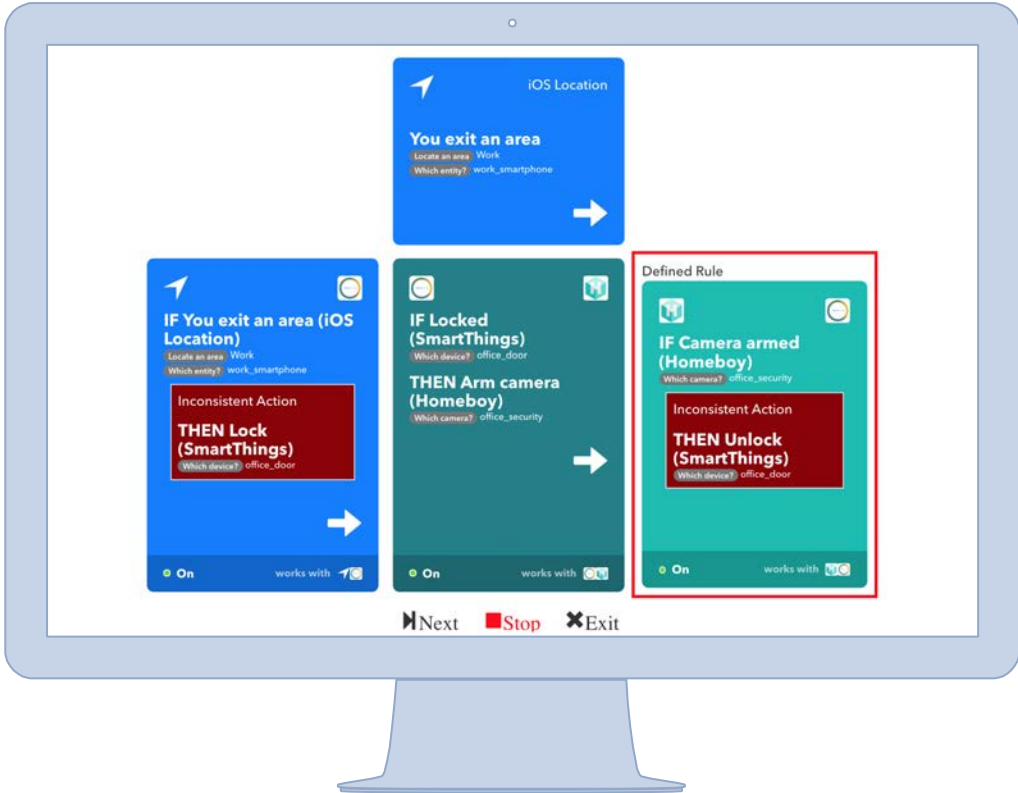 iOS Location
You exit an area
Locate an area Work
Which entity? work_smartphone
IF You exit an area (iOS
Location)
Locate an area Work
Which entity? work_smartphone
Inconsistent Action
THEN Lock
(SmartThings)
Which device? office_door
On works with
IF Locked
(SmartThings)
Which device? office_door
THEN Arm camera
(Homeboy)
Which camera? office_security
On works with
Defined Rule
IF Camera armed
(Homeboy)
Which camera? office_security
Inconsistent Action
THEN Unlock
(SmartThings)
Which device? office_door
On works with
Next Stop Exit